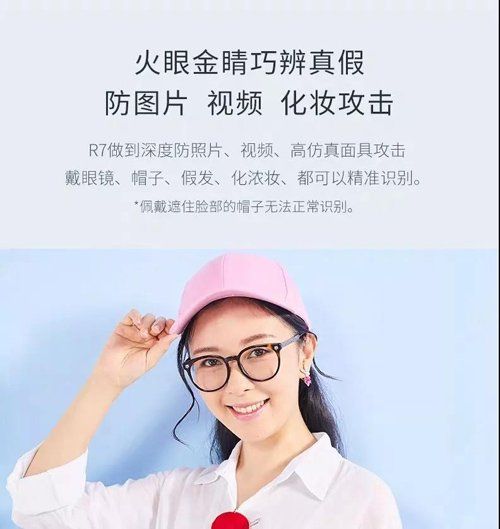 火眼金睛巧辨真假
防图片 视频 化妆攻击
R7做到深度防照片、视频、高仿真面具攻击
戴眼镜、帽子、假发、化浓妆、都可以精准识别。
*佩戴遮住脸部的帽子无法正常识别。